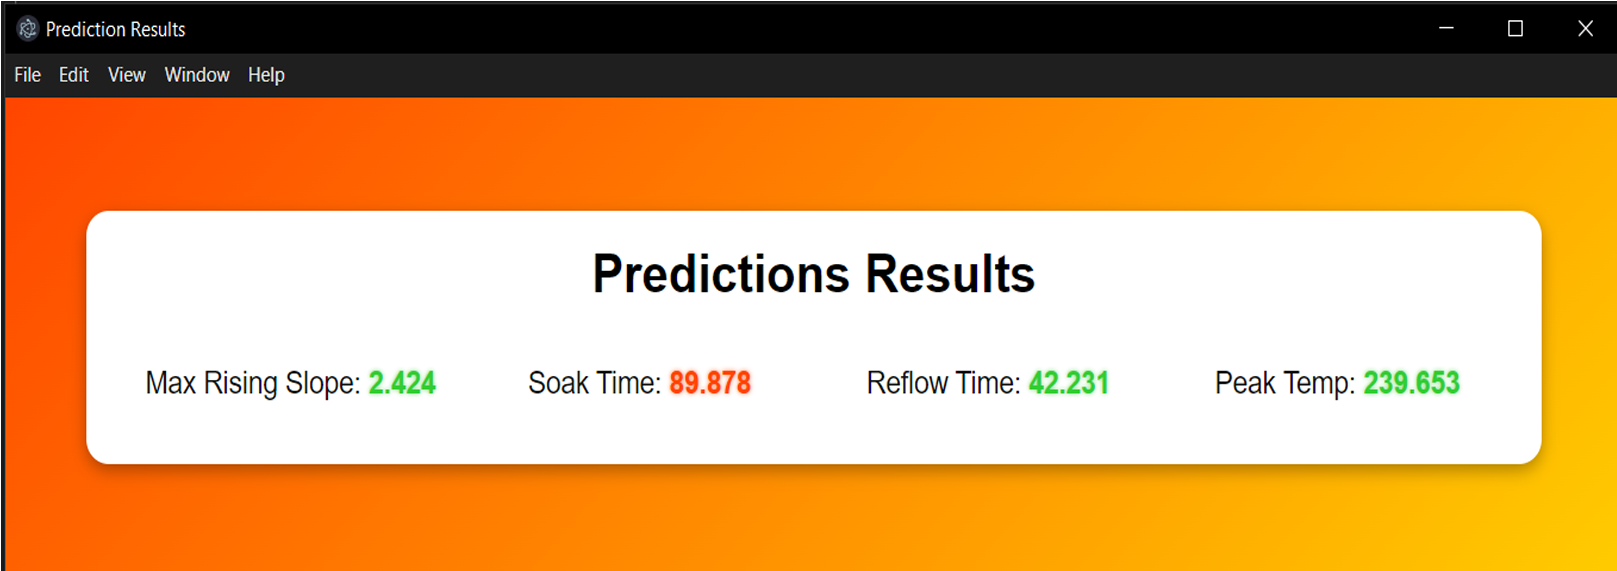 Prediction Results
File Edit View Window Help
Predictions Results
Max Rising Slope: 2.424 Soak Time: 89.878 Reflow Time: 42.231 Peak Temp: 239.653